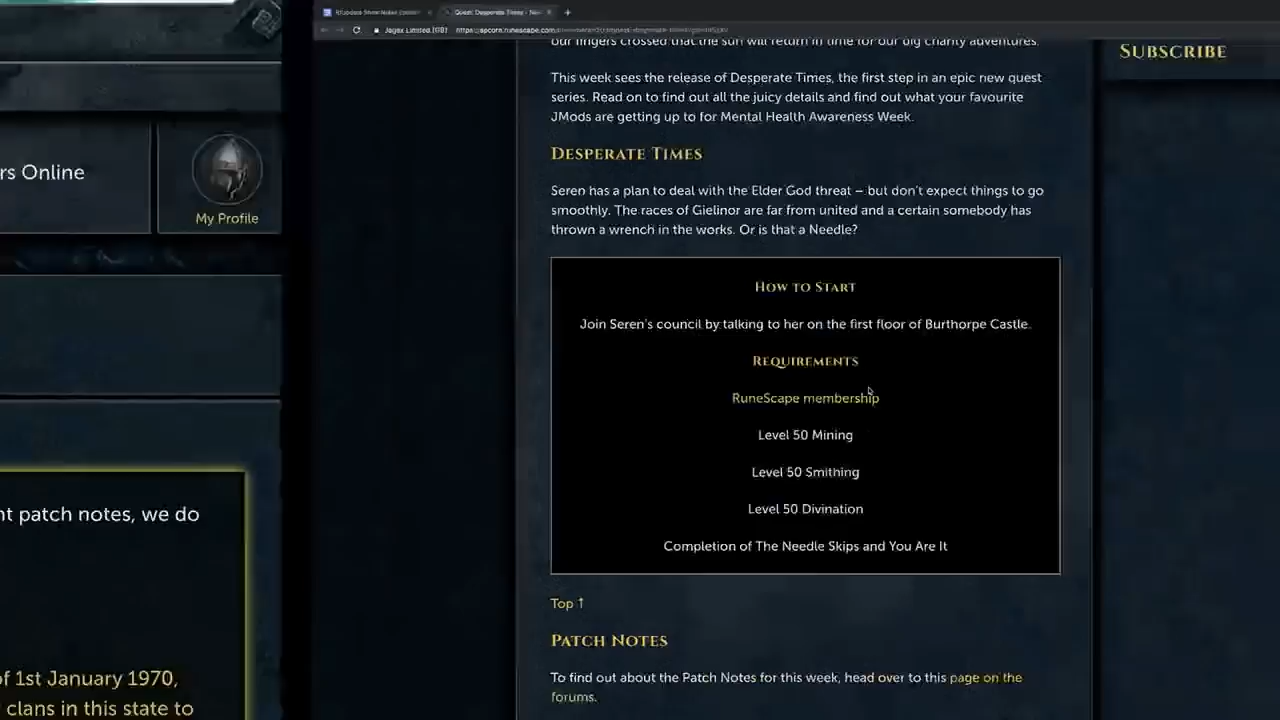 Quest: Desperate Times - Ne
Jagex Limited [GB]
SUBSCRIBE
our fingers crossed that the sun will return in time for our big charity adventures.
This week sees the release of Desperate Times, the first step in an epic new quest
series. Read on to find out all the juicy details and find out what your favourite
JMods are getting up to for Mental Health Awareness Week.
DESPERATE TIMES
Seren has a plan to deal with the Elder God threat – but don't expect things to go
smoothly. The races of Gielinor are far from united and a certain somebody has
thrown a wrench in the works. Or is that a Needle?
HOW TO START
Join Seren's council by talking to her on the first floor of Burthorpe Castle.
REQUIREMENTS
RuneScape membership
Level 50 Mining
Level 50 Smithing
Level 50 Divination
Completion of The Needle Skips and You Are It
Top ↑
PATCH NOTES
To find out about the Patch Notes for this week, head over to this page on the
forums.
rs Online
My Profile
nt patch notes, we do
of 1st January 1970,
clans in this state to